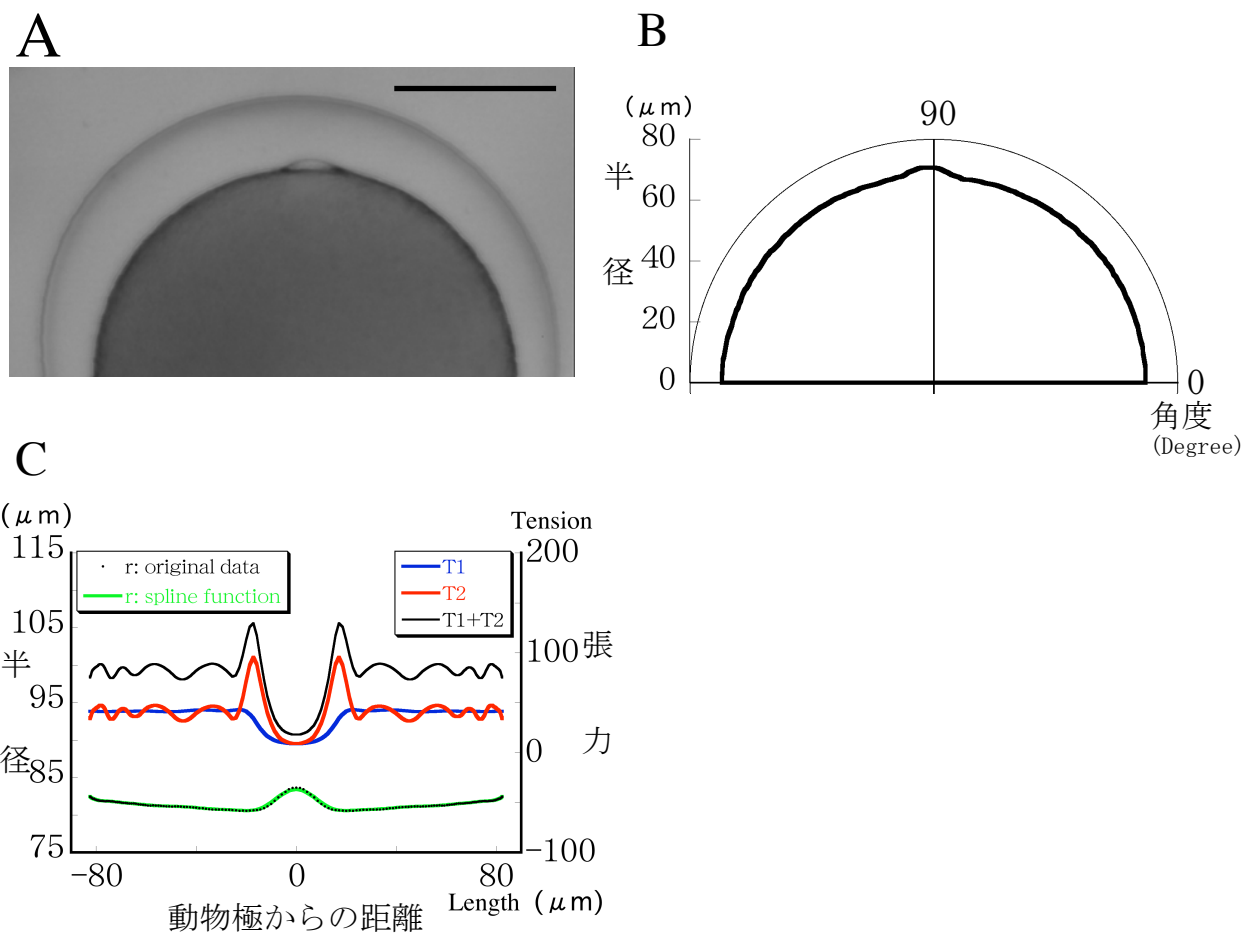 A
B
(μm)
90
80
半
60
径
40
20
0
0
角度
(Degree)
C
(μm)
Tension
115
200
r: original data
r: spline function
T1
T2
T1+T2
105
半
100
張
95
0
力
径
85
75
-100
-80
0
80
Length (μm)
動物極からの距離